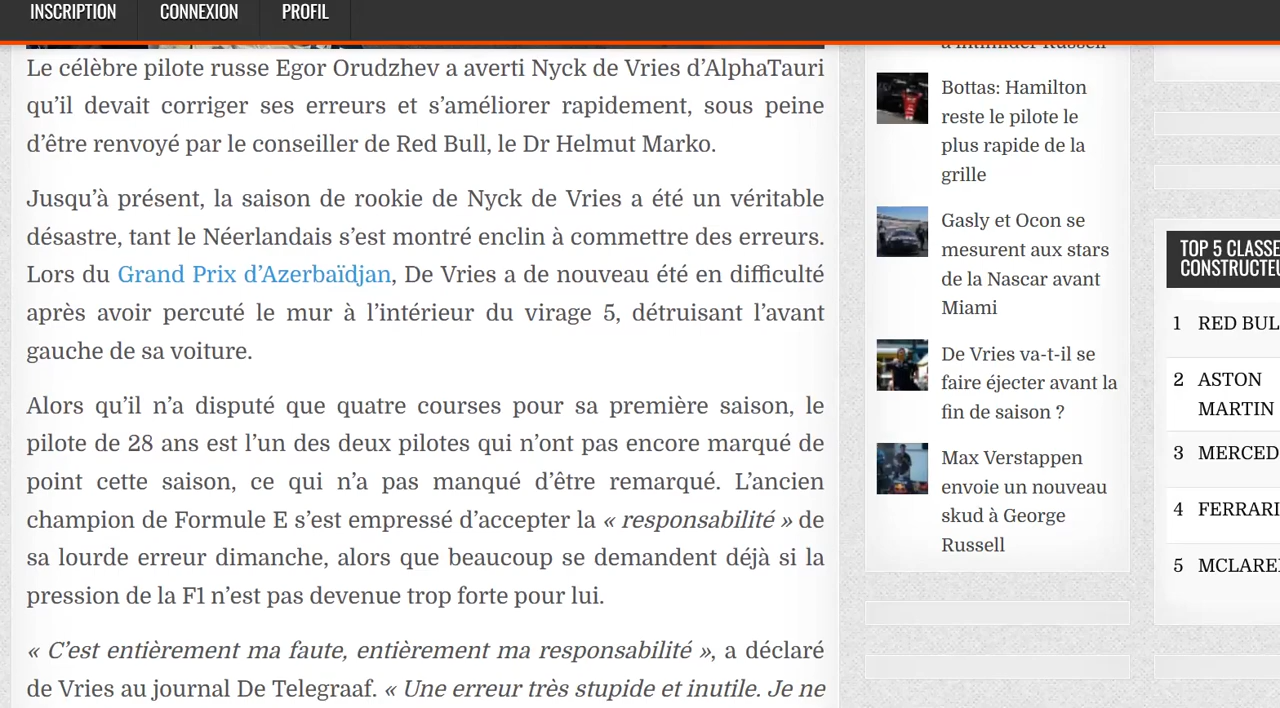 INSCRIPTION CONNEXION PROFIL
Le célèbre pilote russe Egor Orudzhev a averti Nyck de Vries d’AlphaTauri
qu’il devait corriger ses erreurs et s’améliorer rapidement, sous peine
d’être renvoyé par le conseiller de Red Bull, le Dr Helmut Marko.
Jusqu’à présent, la saison de rookie de Nyck de Vries a été un véritable
désastre, tant le Néerlandais s’est montré enclin à commettre des erreurs.
Lors du Grand Prix d’Azerbaïdjan, De Vries a de nouveau été en difficulté
après avoir percuté le mur à l’intérieur du virage 5, détruisant l’avant
gauche de sa voiture.
Alors qu’il n’a disputé que quatre courses pour sa première saison, le
pilote de 28 ans est l’un des deux pilotes qui n’ont pas encore marqué de
point cette saison, ce qui n’a pas manqué d’être remarqué. L’ancien
champion de Formule E s’est empressé d’accepter la « responsabilité » de
sa lourde erreur dimanche, alors que beaucoup se demandent déjà si la
pression de la F1 n’est pas devenue trop forte pour lui.
« C’est entièrement ma faute, entièrement ma responsabilité », a déclaré
de Vries au journal De Telegraaf. « Une erreur très stupide et inutile. Je ne
à intimider Russell
Bottas: Hamilton
reste le pilote le
plus rapide de la
grille
Gasly et Ocon se
mesurent aux stars
de la Nascar avant
Miami
De Vries va-t-il se
faire éjecter avant la
fin de saison ?
Max Verstappen
envoie un nouveau
skud à George
Russell
TOP 5 CLASSE
CONSTRUCTEU
1 RED BUL
2 ASTON
MARTIN
3 MERCED
4 FERRARI
5 MCLARE